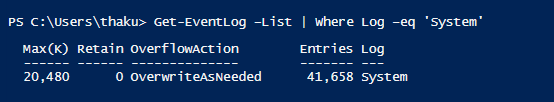 PS C:\Users\thaku> Get-EventLog –List | Where Log –eq 'System'
Max(K) Retain OverflowAction Entries Log
------ ------ -------------- ------- ---
20,480 0 OverwriteAsNeeded 41,658 System